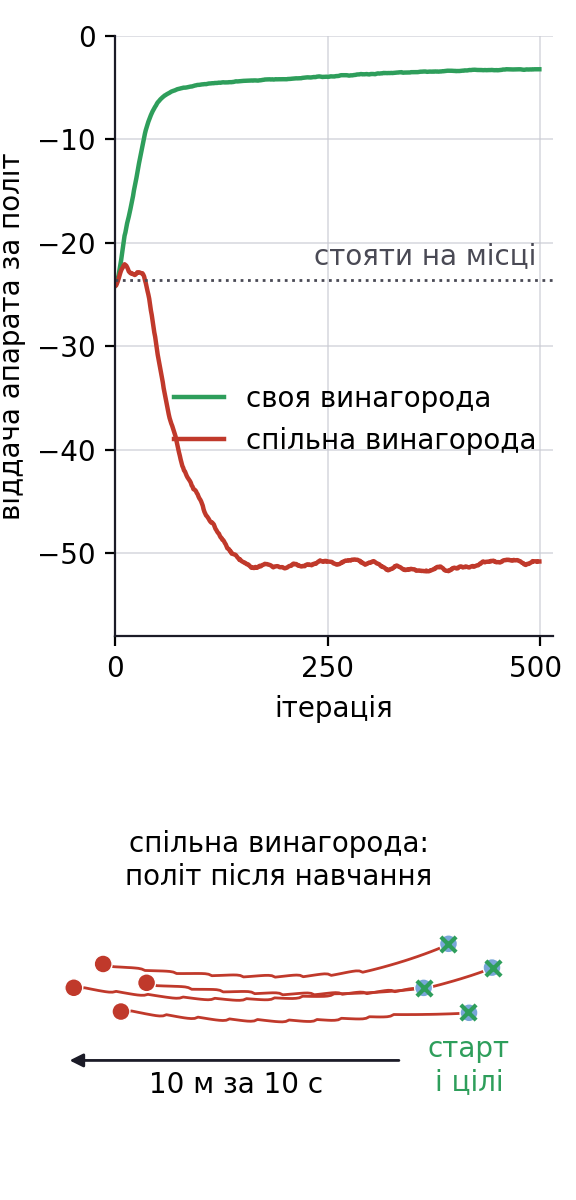 0
−10
−20
−30
−40
−50
віддача апарата за політ
стояти на місці
своя винагорода
спільна винагорода
0
250
500
ітерація
спільна винагорода:
політ після навчання
старт
і цілі
10 м за 10 с